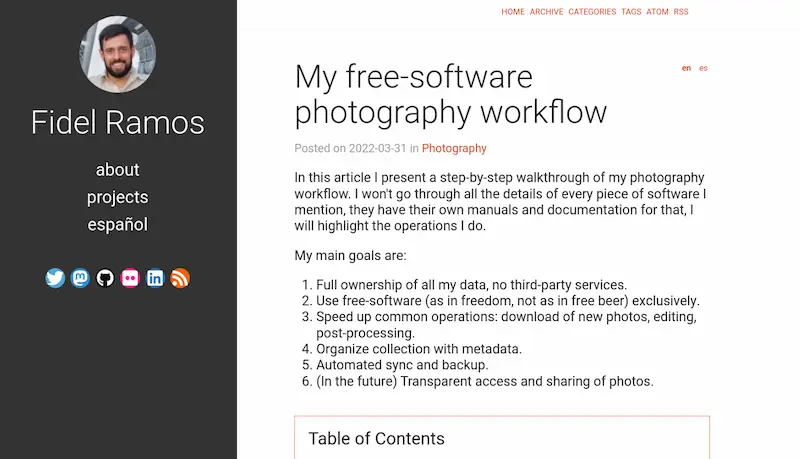 HOME ARCHIVE CATEGORIES TAGS ATOM RSS
Fidel Ramos
about
projects
español
en es
My free-software
photography workflow
Posted on 2022-03-31 in Photography
In this article I present a step-by-step walkthrough of my photography
workflow. I won't go through all the details of every piece of software I
mention, they have their own manuals and documentation for that, I
will highlight the operations I do.
My main goals are:
1. Full ownership of all my data, no third-party services.
2. Use free-software (as in freedom, not as in free beer) exclusively.
3. Speed up common operations: download of new photos, editing,
post-processing.
4. Organize collection with metadata.
5. Automated sync and backup.
6. (In the future) Transparent access and sharing of photos.
Table of Contents